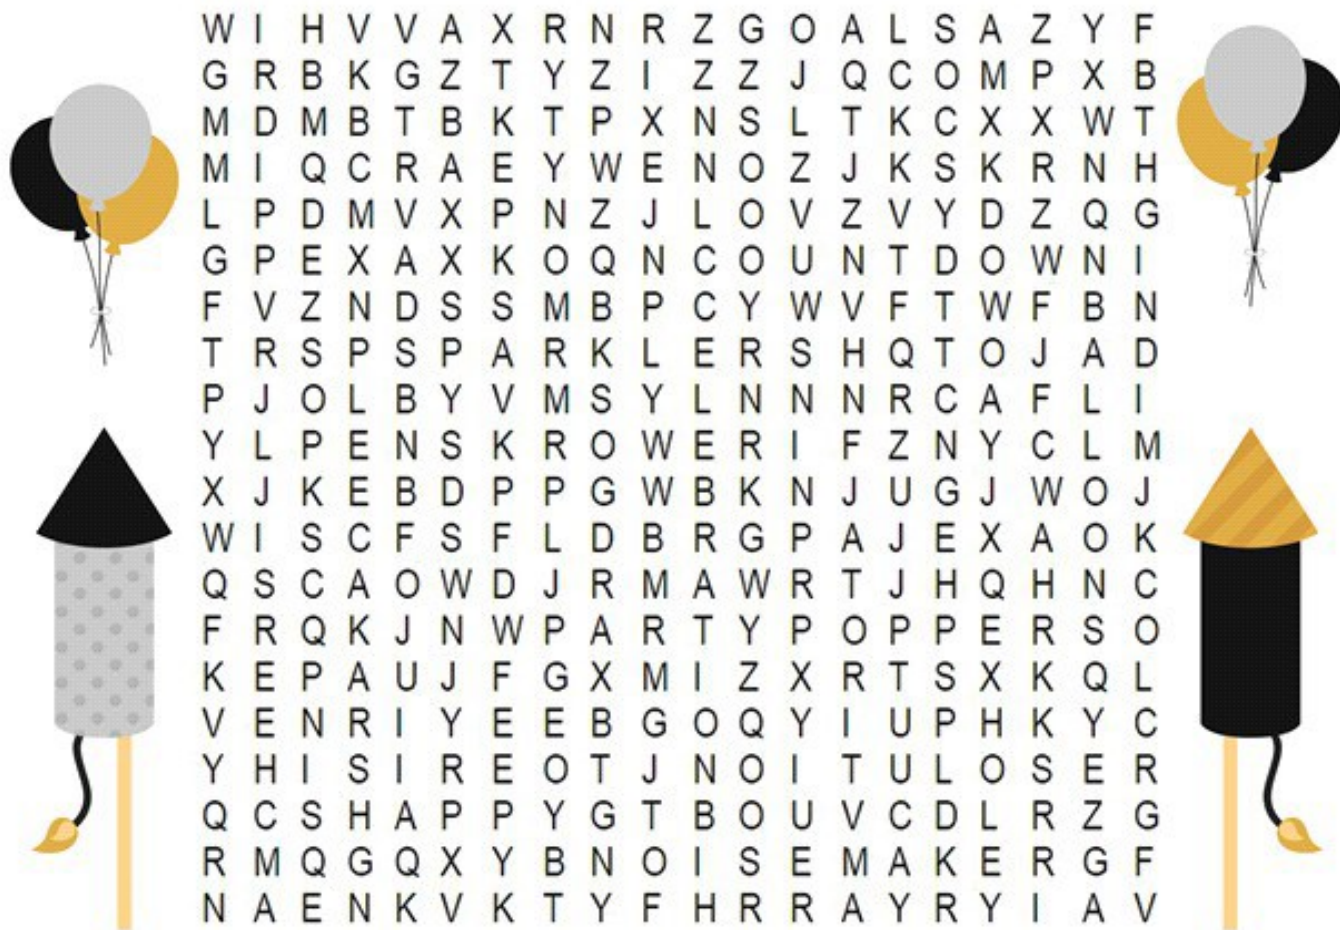 W I H V V A X R N R Z G O A L S A Z Y F
G R B K G Z T Y Z I Z Z J Q C O M P X B
M D M B T B K T P X N S L T K C X X W T
M I Q C R A E Y W E N O Z J K S K R N H
L P D M V X P N Z J L O V Z V Y D Z Q G
G P E X A X K O Q N C O U N T D O W N I
F V Z N D S S M B P C Y W V F T W F B N
T R S P S P A R K L E R S H Q T O J A D
P J O L B Y V M S Y L N N N R C A F L I
Y L P E N S K R O W E R I F Z N Y C L M
X J K E B D P P G W B K N J U G J W O J
W I S C F S F L D B R G P A J E X A O K
Q S C A O W D J R M A W R T J H Q H N C
F R Q K J N W P A R T Y P O P P E R S O
K E P A U J F G X M I Z X R T S X K Q L
V E N R I Y E E B G O Q Y I U P H K Y C
Y H I S I R E O T J N O I T U L O S E R
Q C S H A P P Y G T B O U V C D L R Z G
R M Q G Q X Y B N O I S E M A K E R G F
N A E N K V K T Y F H R R A Y R Y I A V